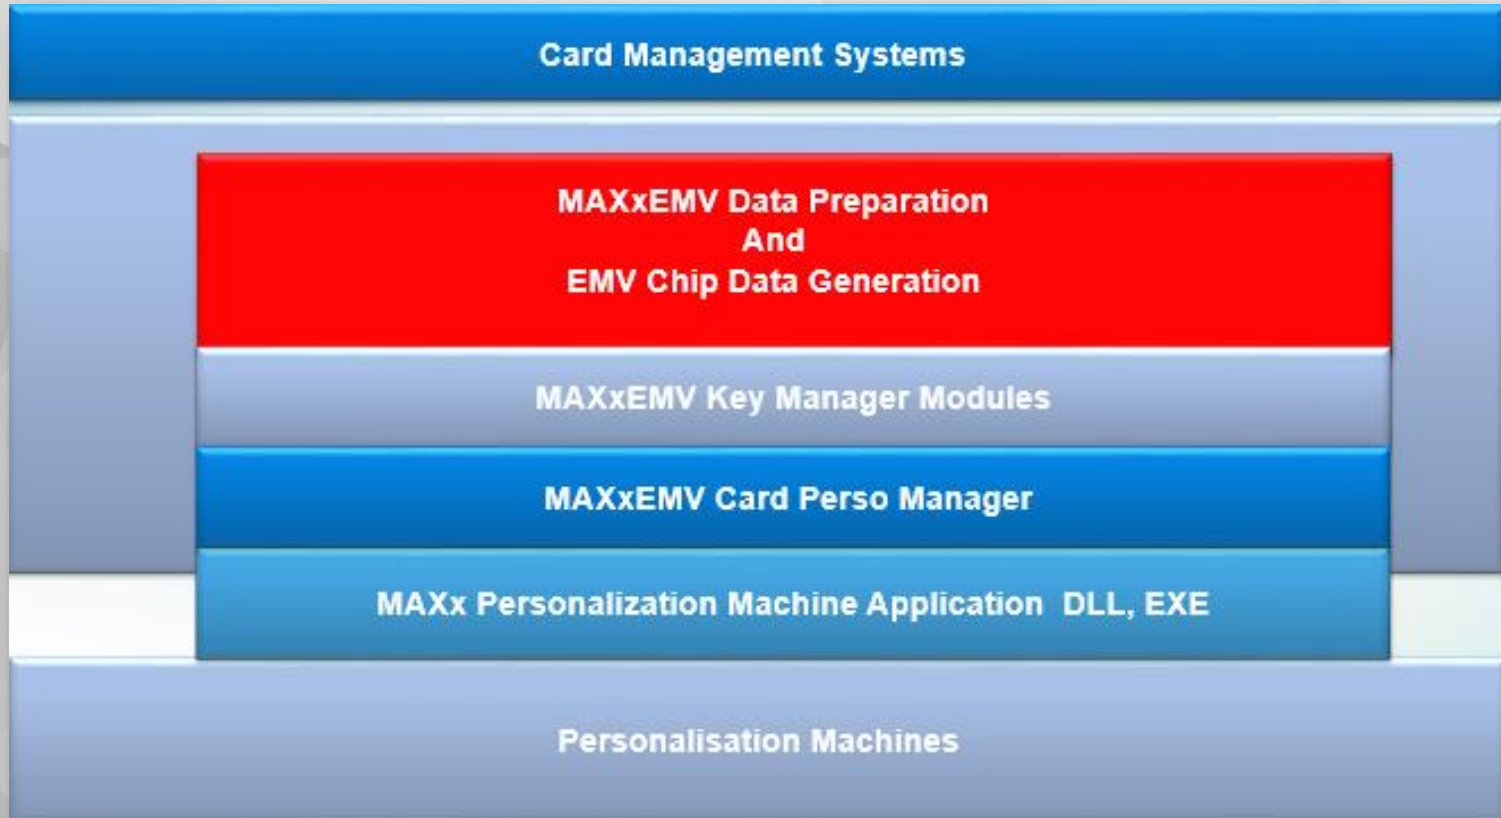 Card Management Systems
MAXxEMV Data Preparation
And
EMV Chip Data Generation
MAXxEMV Key Manager Modules
MAXxEMV Card Perso Manager
MAXx Personalization Machine Application  DLL, EXE
Personalisation Machines